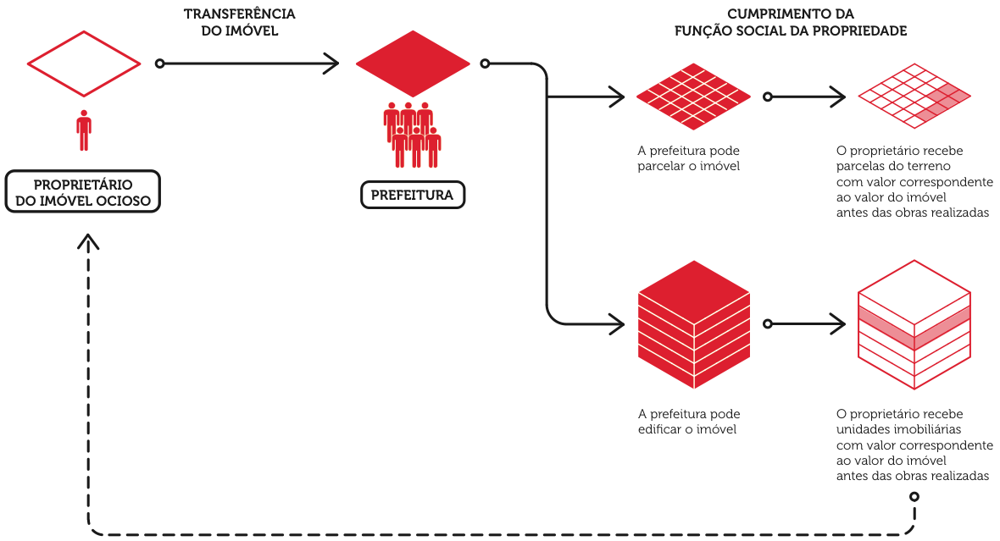 TRANSFERÊNCIA
DO IMÓVEL
CUMPRIMENTO DA
FUNÇÃO SOCIAL DA PROPRIEDADE
PROPRIETÁRIO
DO IMÓVEL OCIOSO
PREFEITURA
A prefeitura pode
parcelar o imóvel
O proprietário recebe
parcelas do terreno
com valor correspondente
ao valor do imóvel
antes das obras realizadas
A prefeitura pode
edificar o imóvel
O proprietário recebe
unidades imobiliárias
com valor correspondente
ao valor do imóvel
antes das obras realizadas